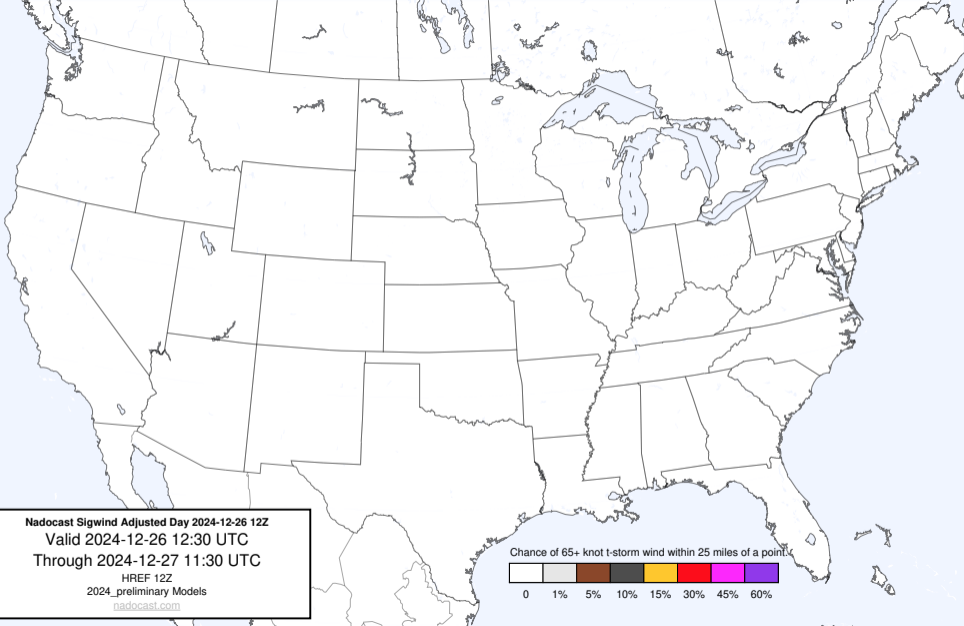 Nadocast Sigwind Adjusted Day 2024-12-26 12Z
Valid 2024-12-26 12:30 UTC
Through 2024-12-27 11:30 UTC
HREF 12Z
2024_preliminary Models
nadocast.com
Chance of 65+ knot t-storm wind within 25 miles of a point.
0 1% 5% 10% 15% 30% 45% 60%